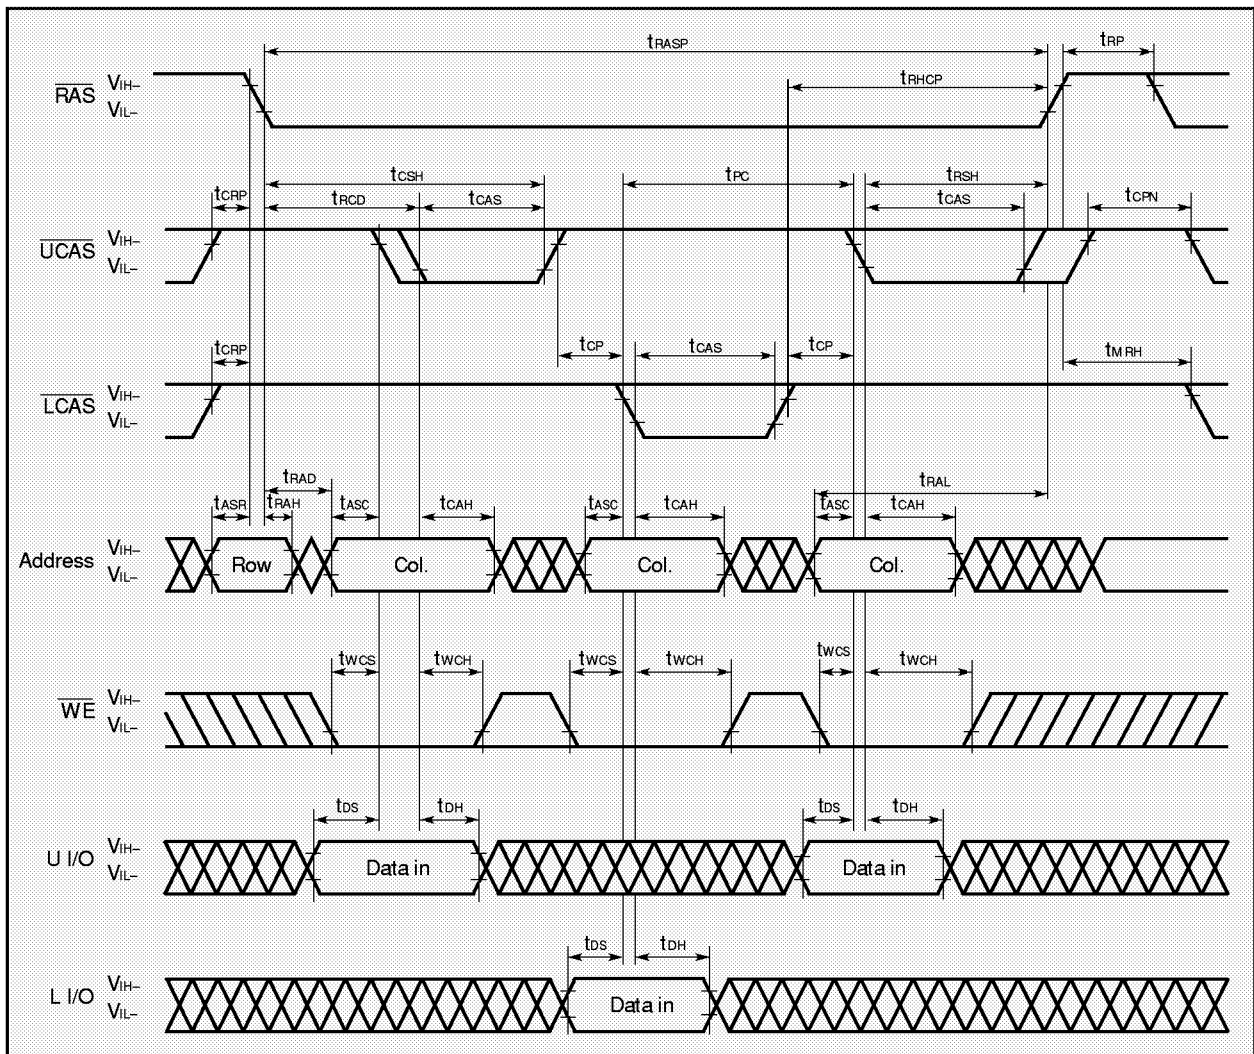 tRASP
tRP
RAS VIH–
VIL–
tRHCP
tCSH
tPC
tRSH
tCRP
tRCD
tCAS
tCAS
tCPN
UCAS VIH–
VIL–
tCRP
tCP
tCAS
tCP
tMRH
LCAS VIH–
VIL–
tRAD
tRAL
tASR
tRAH
tASC
tCAH
tASC
tCAH
tASC
tCAH
Address VIH–
VIL–
Row
Col.
Col.
Col.
tWCS
tWCH
tWCS
tWCH
tWCS
tWCH
WE VIH–
VIL–
tDS
tDH
tDS
tDH
U I/O VIH–
VIL–
Data in
Data in
tDS
tDH
L I/O VIH–
VIL–
Data in